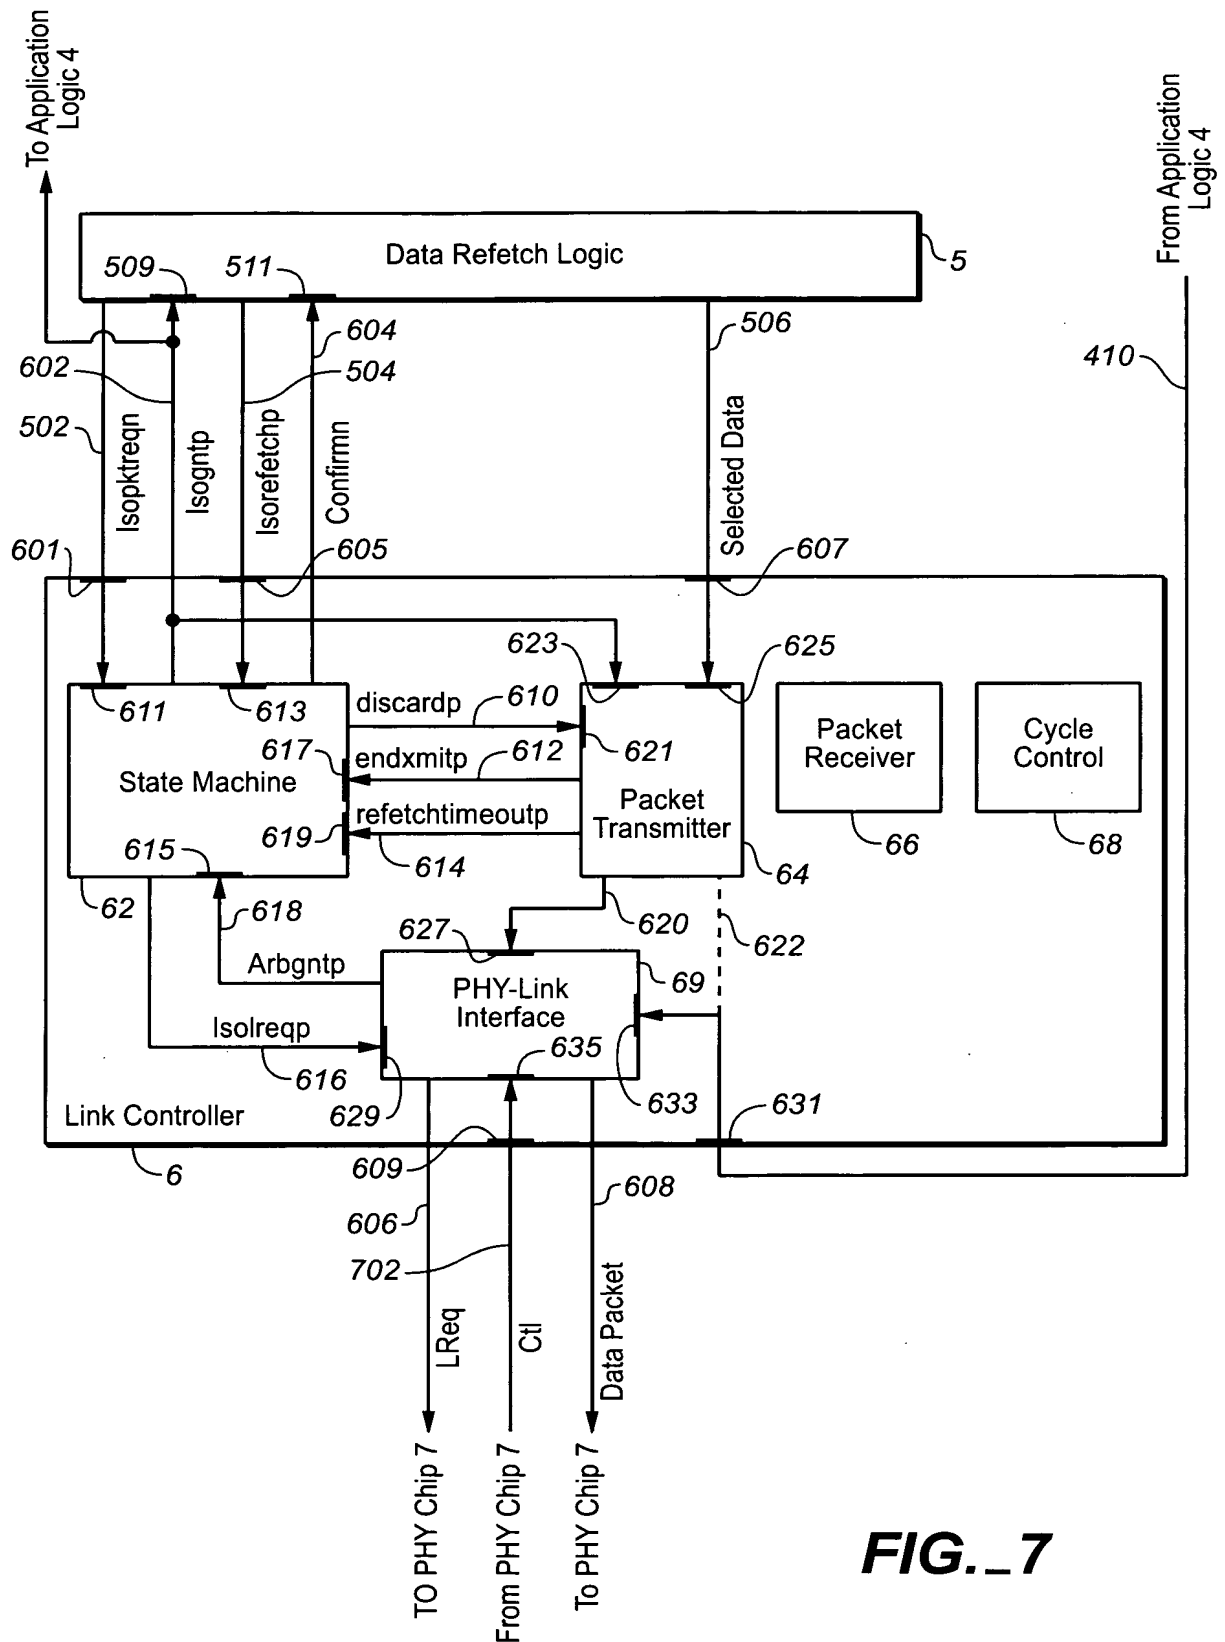 To Application
Logic 4
From Application
Logic 4
Data Refetch Logic
5
509
511
602
502
604
504
506
410
Isopktreqn
Isogntp
Isorefetchp
Confirmn
Selected Data
601
605
607
623
625
611
613
discardp
610
617
endxmitp
612
621
State Machine
Packet
Transmitter
Packet
Receiver
Cycle
Control
refetchtimeoutp
619
615
614
64
66
68
62
618
620
622
627
Arbgntp
69
PHY-Link
Interface
Isolreqp
616
635
629
633
631
Link Controller
6
609
608
606
702
LReq
Ctl
Data Packet
TO PHY Chip 7
From PHY Chip 7
To PHY Chip 7
FIG._7